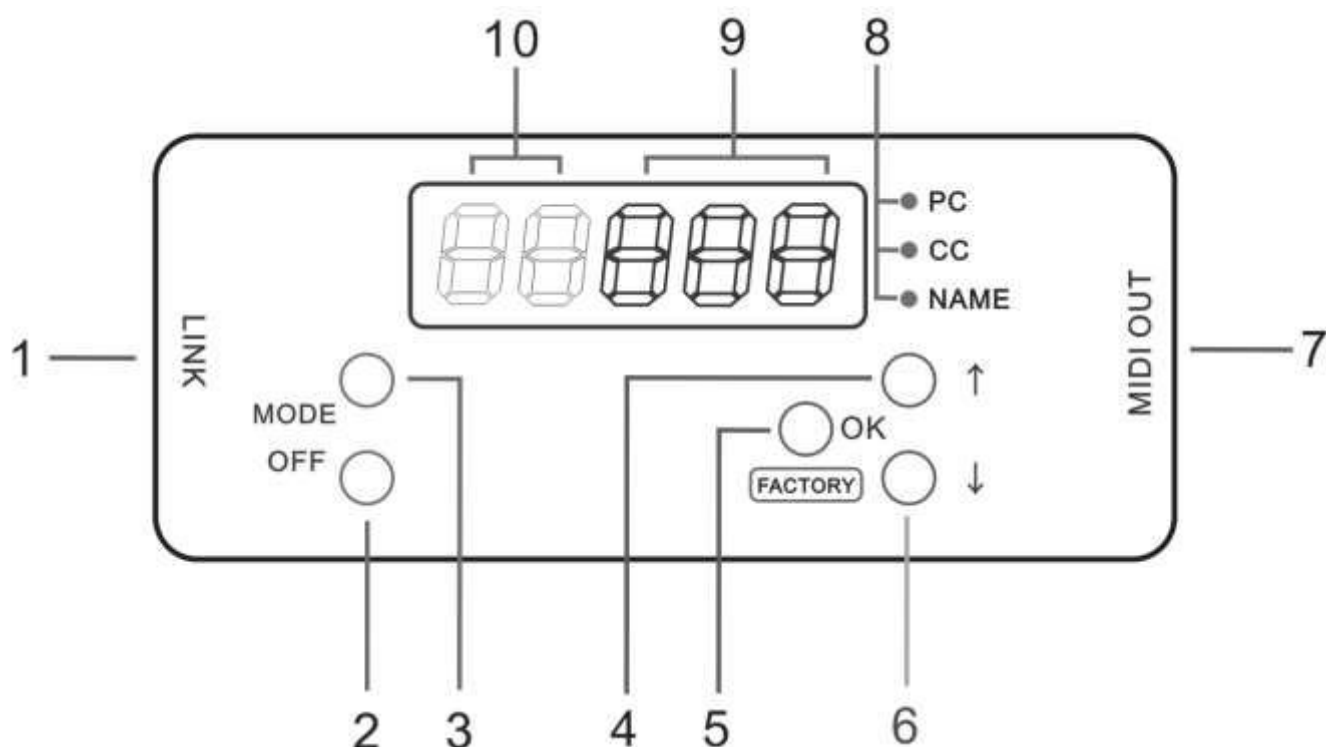 10 9 8
PC
CC
NAME
1 LINK
MIDI OUT 7
MODE
OFF
↑
OK
FACTORY
↓
2 3 4 5 6